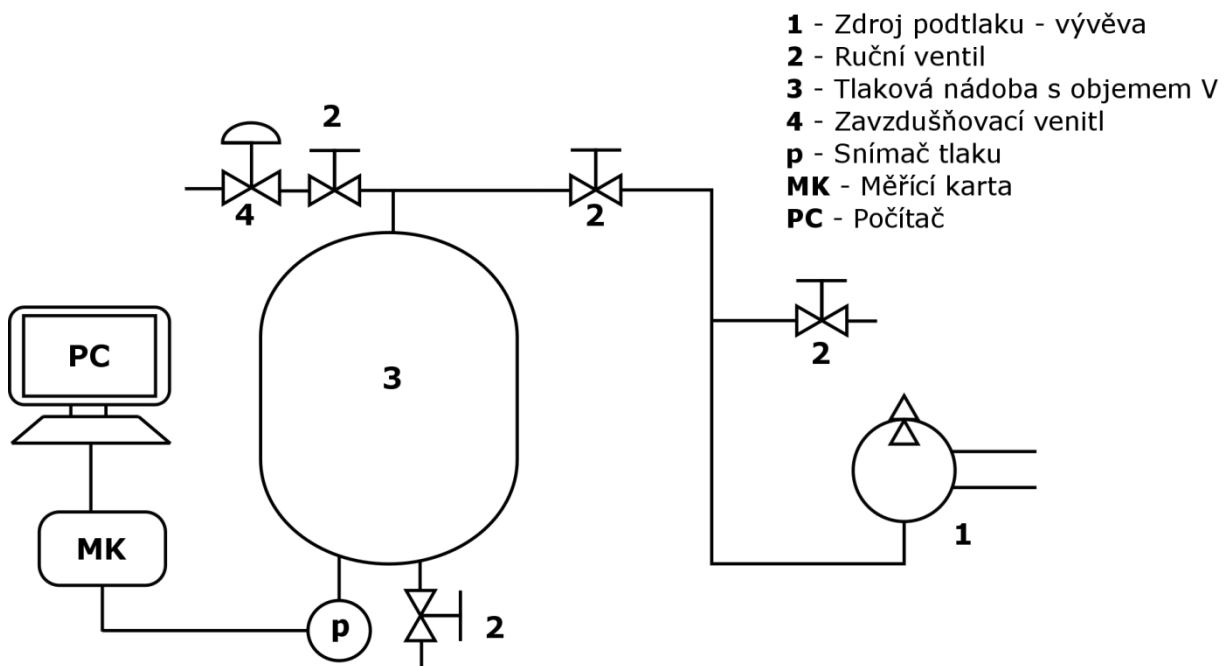 1 - Zdroj podtlaku - vývěva
2 - Ruční ventil
3 - Tlaková nádoba s objemem V
4 - Zavzdušňovací venitl
p - Snímač tlaku
MK - Měřící karta
PC - Počítač
2
4
2
2
PC
3
MK
1
p
2